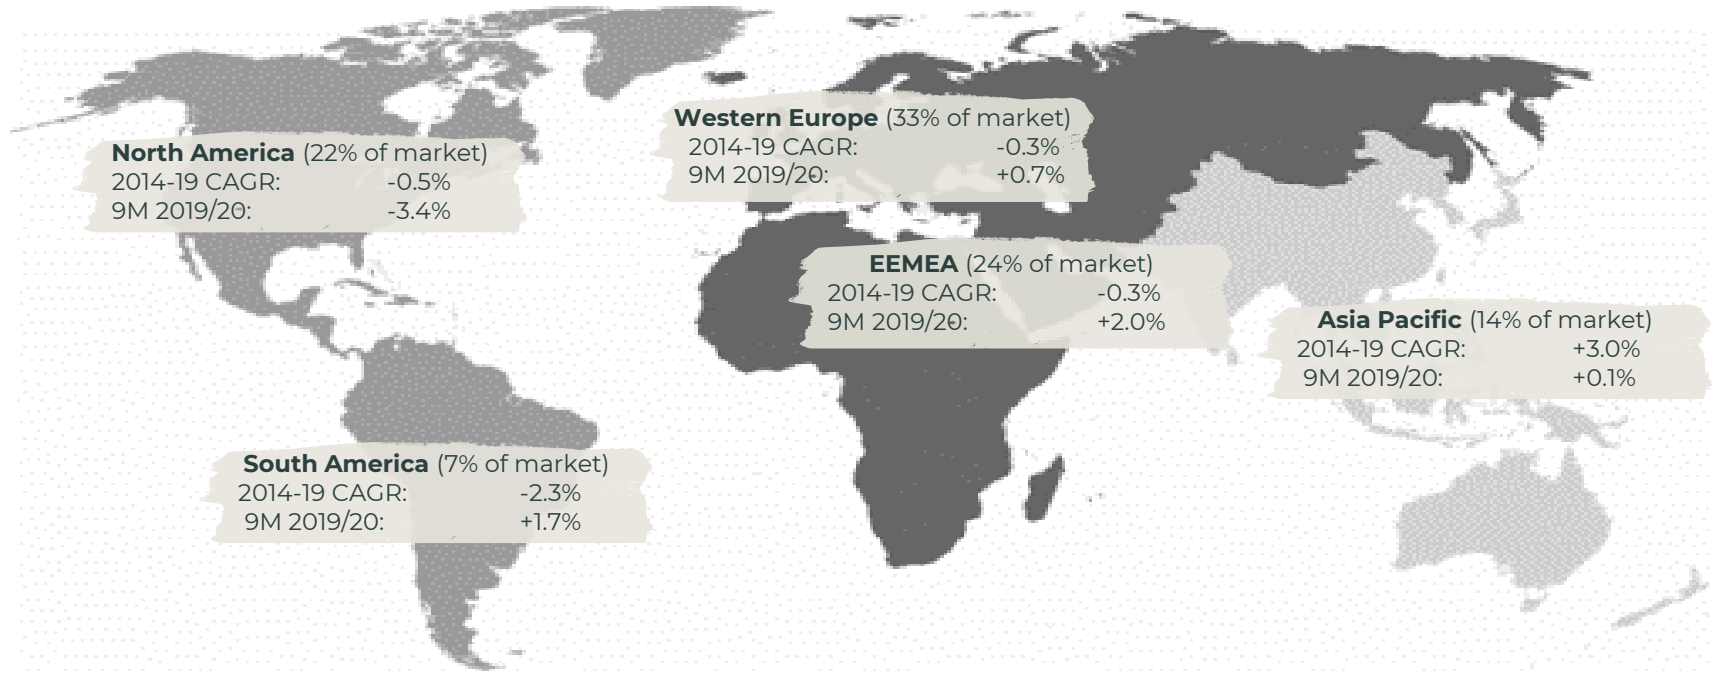 North America (22% of market)
2014-19 CAGR: -0.5%
9M 2019/20: -3.4%
Western Europe (33% of market)
2014-19 CAGR: -0.3%
9M 2019/20: +0.7%
EEMEA (24% of market)
2014-19 CAGR: -0.3%
9M 2019/20: +2.0%
Asia Pacific (14% of market)
2014-19 CAGR: +3.0%
9M 2019/20: +0.1%
South America (7% of market)
2014-19 CAGR: -2.3%
9M 2019/20: +1.7%